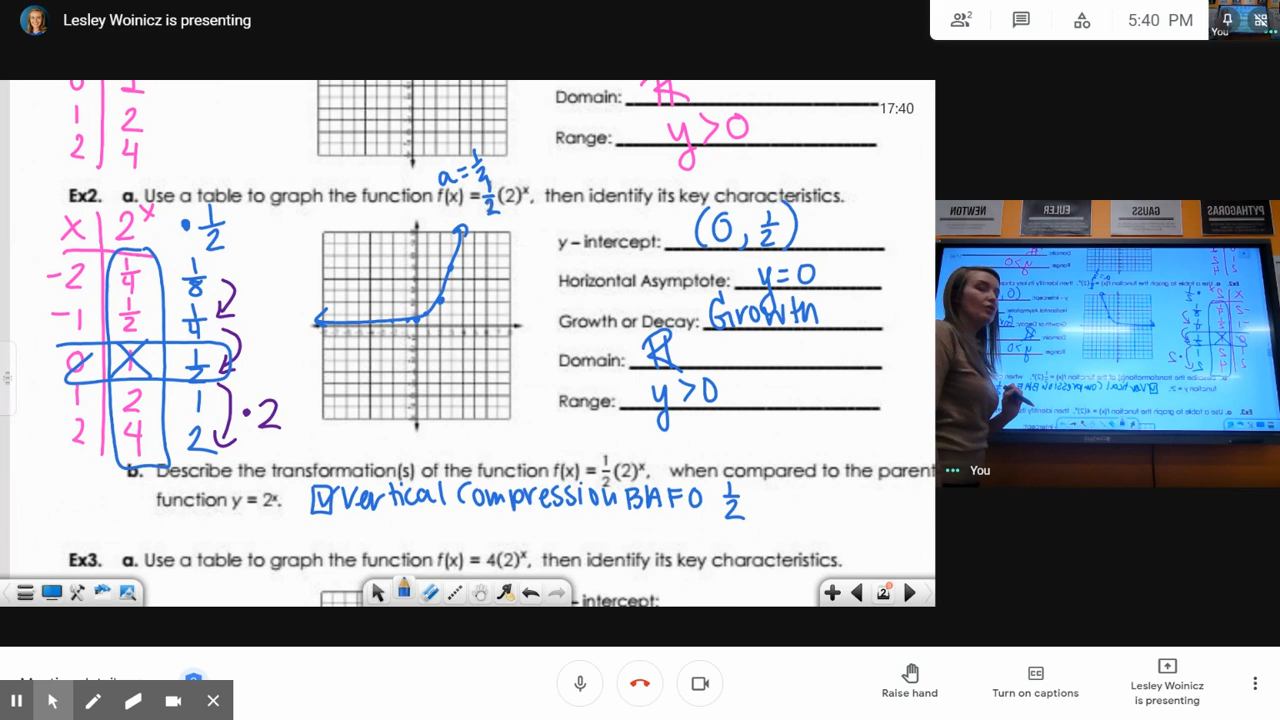 Lesley Woinicz is presenting
2
5:40 PM
You
Domain: ℝ
17:40
1 2
2 4
Range: y > 0
a = 1/2
Ex2. a. Use a table to graph the function f(x) = 1/2 (2)ˣ, then identify its key characteristics.
x 2ˣ • 1/2
-2 1/4 1/8
-1 1/2 1/4
0 1 1/2
1 2 1
2 4 2
• 2
y – intercept: (0, 1/2)
Horizontal Asymptote: y = 0
Growth or Decay: Growth
Domain: ℝ
Range: y > 0
b. Describe the transformation(s) of the function f(x) = 1/2 (2)ˣ, when compared to the parent
function y = 2ˣ. Vertical Compression BAFO 1/2
Ex3. a. Use a table to graph the function f(x) = 4(2)ˣ, then identify its key characteristics.
– intercept:
2
NEWTON
EULER
GAUSS
PYTHAGORAS
You
Raise hand
Turn on captions
Lesley Woinicz
is presenting